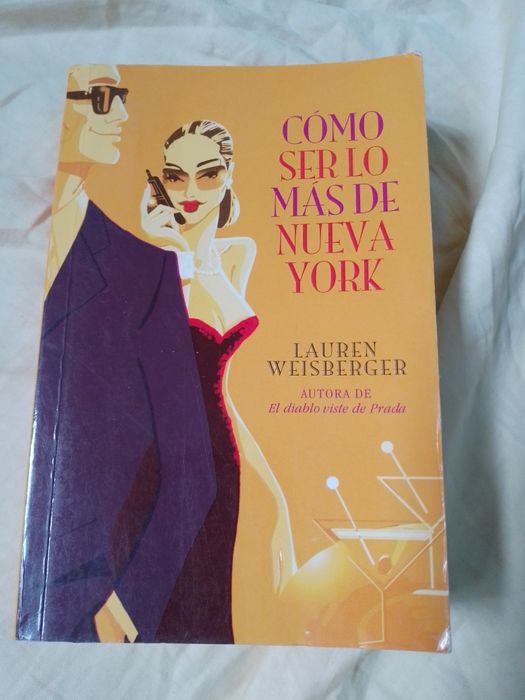 CÓMO
SER LO
MÁS DE
NUEVA
YORK
LAUREN
WEISBERGER
AUTORA DE
El diablo viste de Prada